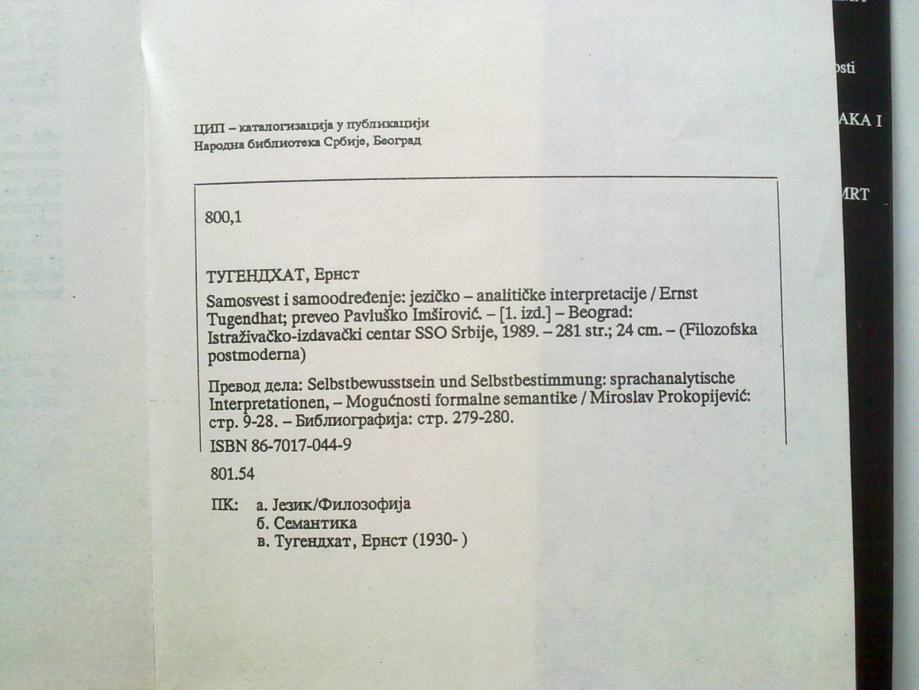 ЦИП – каталогизација у публикацији
Народна библиотека Србије, Београд
800,1
ТУГЕНДХАТ, Ернст
Samosvest i samoodređenje: jezičko – analitičke interpretacije / Ernst
Tugendhat; preveo Pavluško Imširović. – [1. izd.] – Beograd:
Istraživačko-izdavački centar SSO Srbije, 1989. – 281 str.; 24 cm. – (Filozofska
postmoderna)
Превод дела: Selbstbewusstsein und Selbstbestimmung: sprachanalytische
Interpretationen, – Mogućnosti formalne semantike / Miroslav Prokopijević:
стр. 9-28. – Библиографија: стр. 279-280.
ISBN 86-7017-044-9
801.54
ПК: а. Језик/Филозофија
б. Семантика
в. Тугендхат, Ернст (1930- )
osti
AKA I
MRT